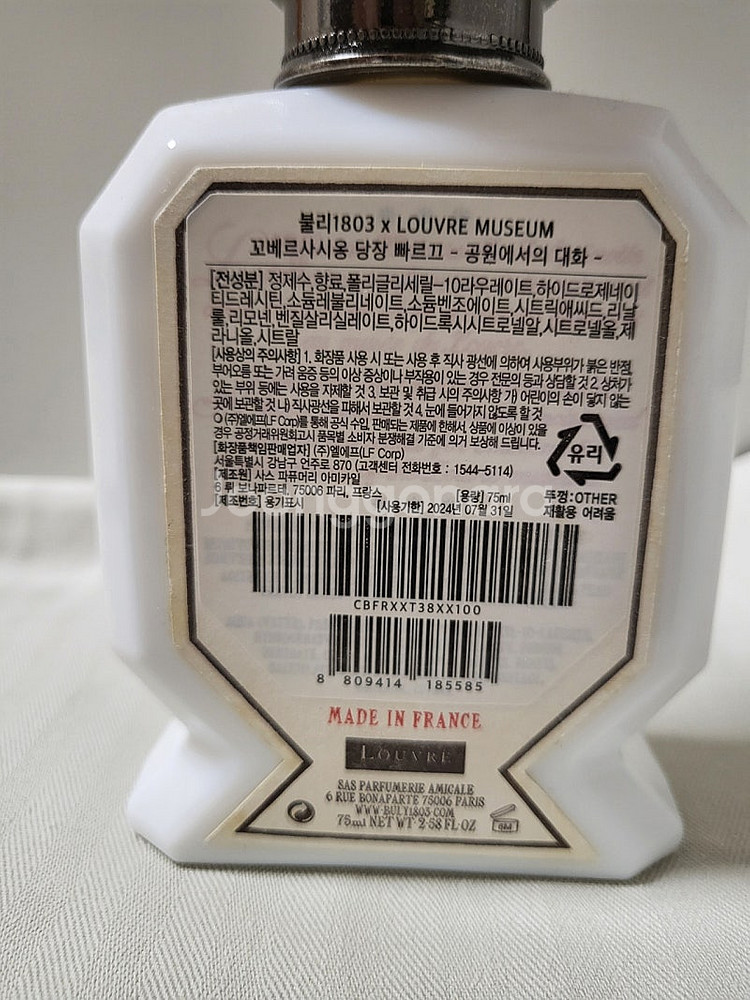 불리1803 x LOUVRE MUSEUM
꼬베르사시옹 당장 빠르끄 - 공원에서의 대화 -
[전성분] 정제수,향료,폴리글리세릴-10라우레이트,하이드로제네이
티드레시틴,소듐레불리네이트,소듐벤조에이트,시트릭애씨드,리날
룰,리모넨,벤질살리실레이트,하이드록시시트로넬알,시트로넬올,제
라니올,시트랄
[사용상의 주의사항] 1. 화장품 사용 시 또는 사용 후 직사 광선에 의하여 사용부위가 붉은 반점,
부어오름 또는 가려 움증 등의 이상 증상이나 부작용이 있는 경우 전문의 등과 상담할 것 2. 상처가
있는 부위 등에는 사용을 자제할 것 3. 보관 및 취급 시의 주의사항 가) 어린이의 손이 닿지 않는
곳에 보관할 것 나) 직사광선을 피해서 보관할 것 4. 눈에 들어가지 않도록 할 것
O (주)엘에프(LF Corp)를 통해 공식 수입, 판매되는 제품에 한해서, 상품에 이상이 있을
경우 공정거래위원회고시 품목별 소비자 분쟁해결 기준에 의거 보상해 드립니다.
[화장품책임판매업자] (주)엘에프(LF Corp)
서울특별시 강남구 언주로 870 (고객센터 전화번호 : 1544-5114)
[제조원] 사스 파퓨머리 아미카일
6 뤼 보나파르테, 75006 파리, 프랑스 [용량] 75ml
[제조번호] 용기표시 [사용기한] 2024년 07월 31일
유리
뚜껑:OTHER
재활용 어려움
CBFRXXT38XX100
8 809414 185585
MADE IN FRANCE
LOUVRE
SAS PARFUMERIE AMICALE
6 RUE BONAPARTE 75006 PARIS
WWW.BULY1803.COM
75ml NET WT 2.58 FL.OZ